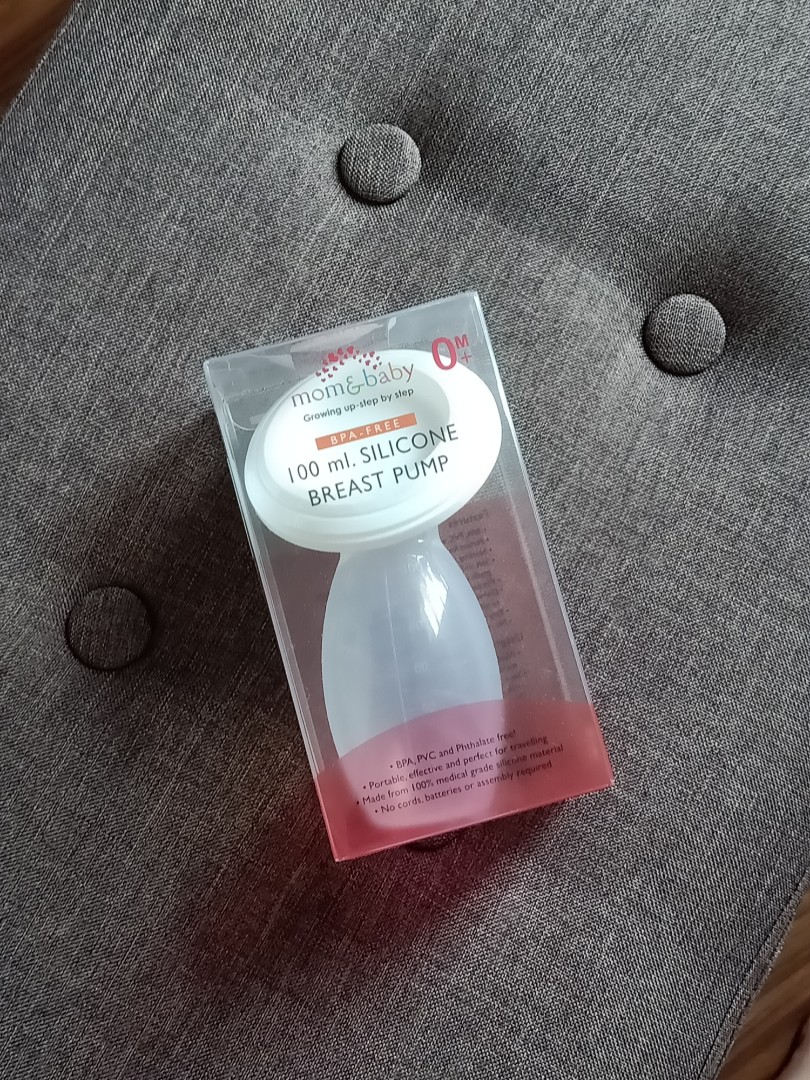 0M+
mom&baby
Growing up-step by step
BPA-FREE
100 ml. SILICONE
BREAST PUMP
• BPA, PVC and Phthalate free!
• Portable, effective and perfect for travelling
• Made from 100% medical grade silicone material
• No cords, batteries or assembly required